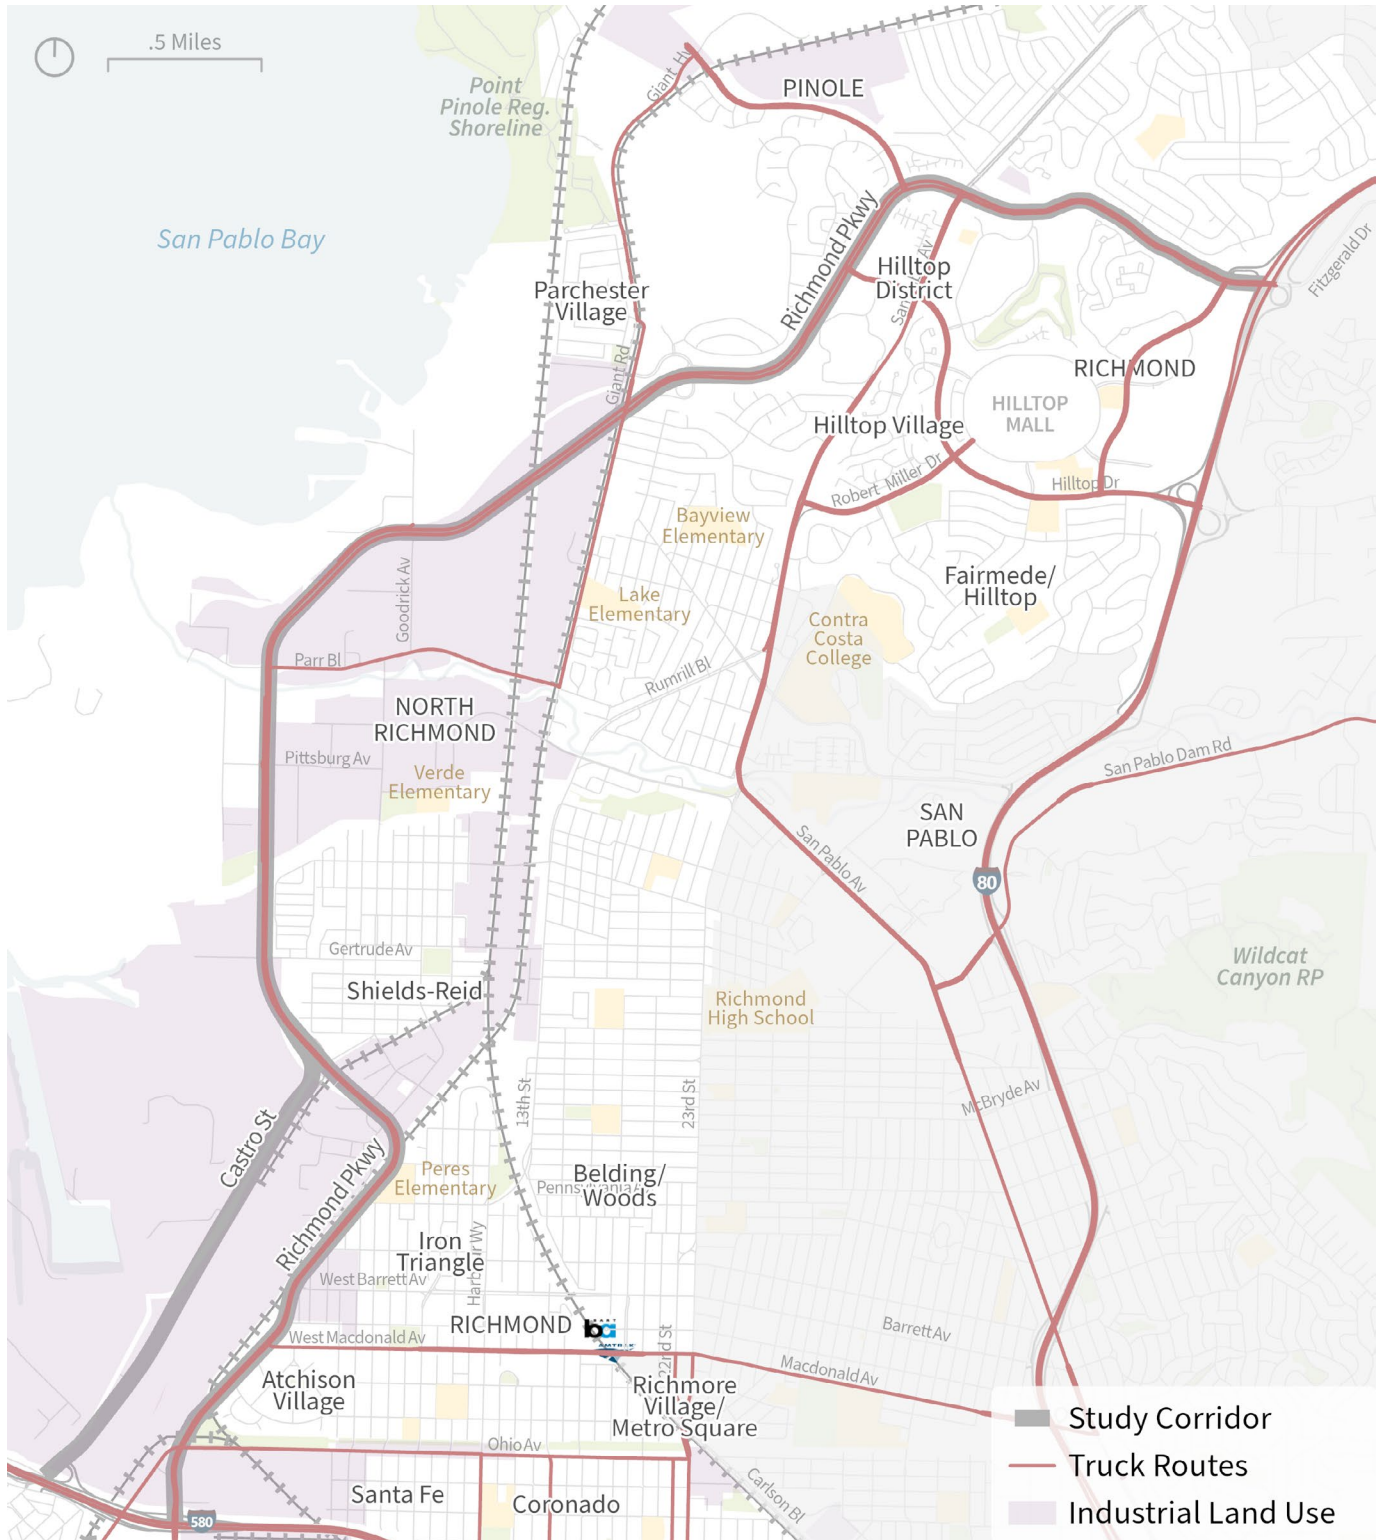 .5 Miles
Point
Pinole Reg.
Shoreline
Giant Hy
PINOLE
San Pablo Bay
Richmond Pkwy
Fitzgerald Dr
Parchester
Village
Hilltop
District
Giant Rd
RICHMOND
HILLTOP
MALL
Hilltop Village
Robert Miller Dr
Hilltop Dr
Bayview
Elementary
Goodrick Av
Lake
Elementary
Fairmede/
Hilltop
Contra
Costa
College
Parr Bl
Rumrill Bl
NORTH
RICHMOND
Pittsburg Av
Verde
Elementary
San Pablo Dam Rd
SAN
PABLO
San Pablo Av
80
Gertrude Av
Shields-Reid
Richmond
High School
Wildcat
Canyon RP
13th St
23rd St
McBryde Av
Castro St
Richmond Pkwy
Peres
Elementary
Belding/
Woods
Iron
Triangle
Harbour Wy
West Barrett Av
RICHMOND
ba
West Macdonald Av
22nd St
Barrett Av
Macdonald Av
Atchison
Village
Richmore
Village/
Metro Square
Ohio Av
Santa Fe
Coronado
Carlson Bl
580
Study Corridor
Truck Routes
Industrial Land Use